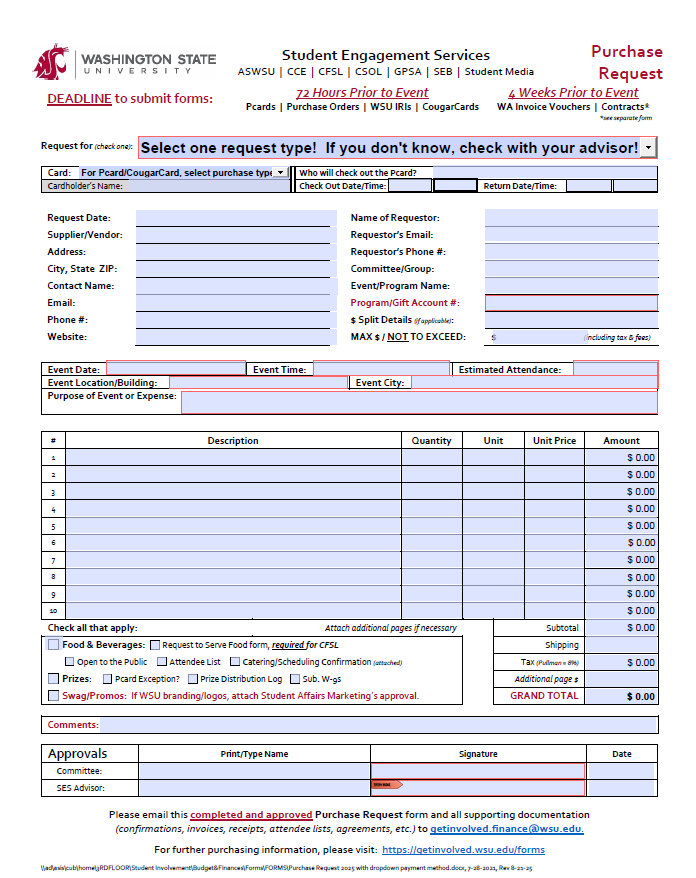 WASHINGTON STATE
UNIVERSITY
Student Engagement Services
ASWSU | CCE | CFSL | CSOL | GPSA | SEB | Student Media
Purchase
Request
DEADLINE to submit forms:
72 Hours Prior to Event
Pcards | Purchase Orders | WSU IRIs | CougarCards
4 Weeks Prior to Event
WA Invoice Vouchers | Contracts*
*see separate form
Request for (check one): Select one request type! If you don't know, check with your advisor!
Card: For Pcard/CougarCard, select purchase type Who will check out the Pcard?
Cardholder's Name: Check Out Date/Time: Return Date/Time:
Request Date: Name of Requestor:
Supplier/Vendor: Requestor's Email:
Address: Requestor's Phone #:
City, State ZIP: Committee/Group:
Contact Name: Event/Program Name:
Email: Program/Gift Account #:
Phone #: $ Split Details (if applicable):
Website: MAX $ / NOT TO EXCEED: $ (including tax & fees)
Event Date: Event Time: Estimated Attendance:
Event Location/Building: Event City:
Purpose of Event or Expense:
# Description Quantity Unit Unit Price Amount
1 $ 0.00
2 $ 0.00
3 $ 0.00
4 $ 0.00
5 $ 0.00
6 $ 0.00
7 $ 0.00
8 $ 0.00
9 $ 0.00
10 $ 0.00
Check all that apply: Attach additional pages if necessary Subtotal $ 0.00
Food & Beverages: Request to Serve Food form, required for CFSL Shipping
Open to the Public Attendee List Catering/Scheduling Confirmation (attached) Tax (Pullman = 8%) $ 0.00
Prizes: Pcard Exception? Prize Distribution Log Sub. W-9s Additional page $
Swag/Promos: If WSU branding/logos, attach Student Affairs Marketing's approval. GRAND TOTAL $ 0.00
Comments:
Approvals Print/Type Name Signature Date
Committee:
SES Advisor:
Please email this completed and approved Purchase Request form and all supporting documentation
(confirmations, invoices, receipts, attendee lists, agreements, etc.) to getinvolved.finance@wsu.edu.
For further purchasing information, please visit: https://getinvolved.wsu.edu/forms
\\ad\asis\cub\home\3RDFLOOR\Student Involvement\Budget&Finances\Forms\FORMS\Purchase Request 2025 with dropdown payment method.docx, 7-28-2021, Rev 8-21-25